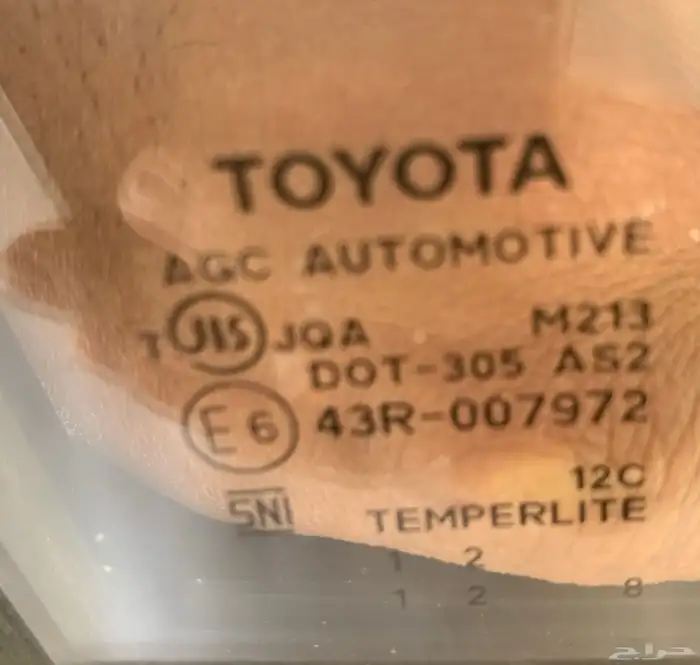 TOYOTA
AGC AUTOMOTIVE
T JIS JQA M213
DOT-305 AS2
E6 43R-007972
12C
SNI TEMPERLITE
1 2
1 2 8
حراج